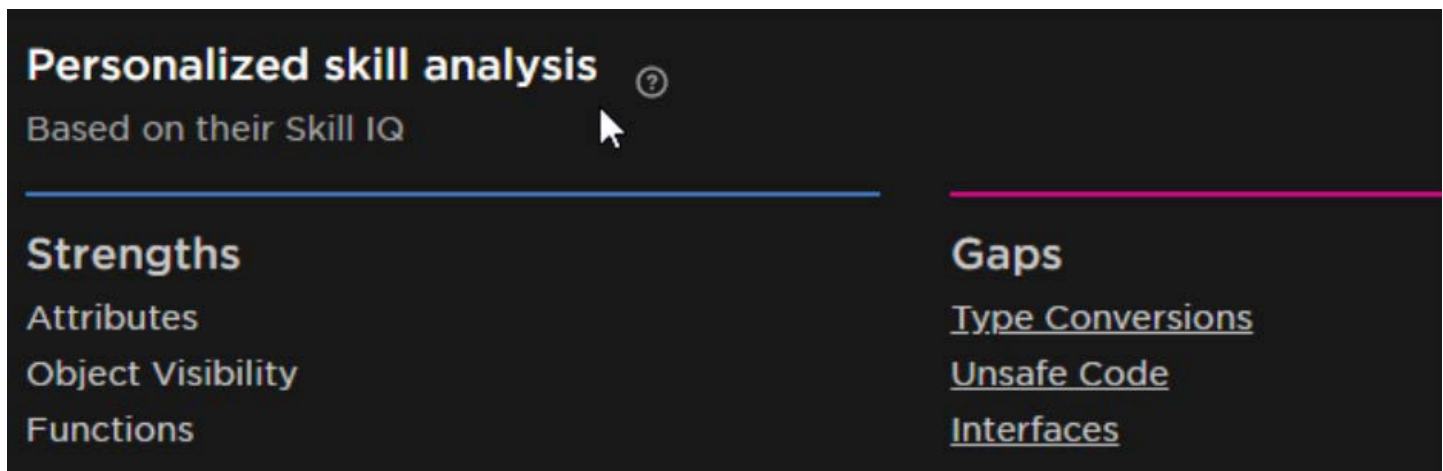 Personalized skill analysis ?
Based on their Skill IQ
Strengths
Attributes
Object Visibility
Functions
Gaps
Type Conversions
Unsafe Code
Interfaces